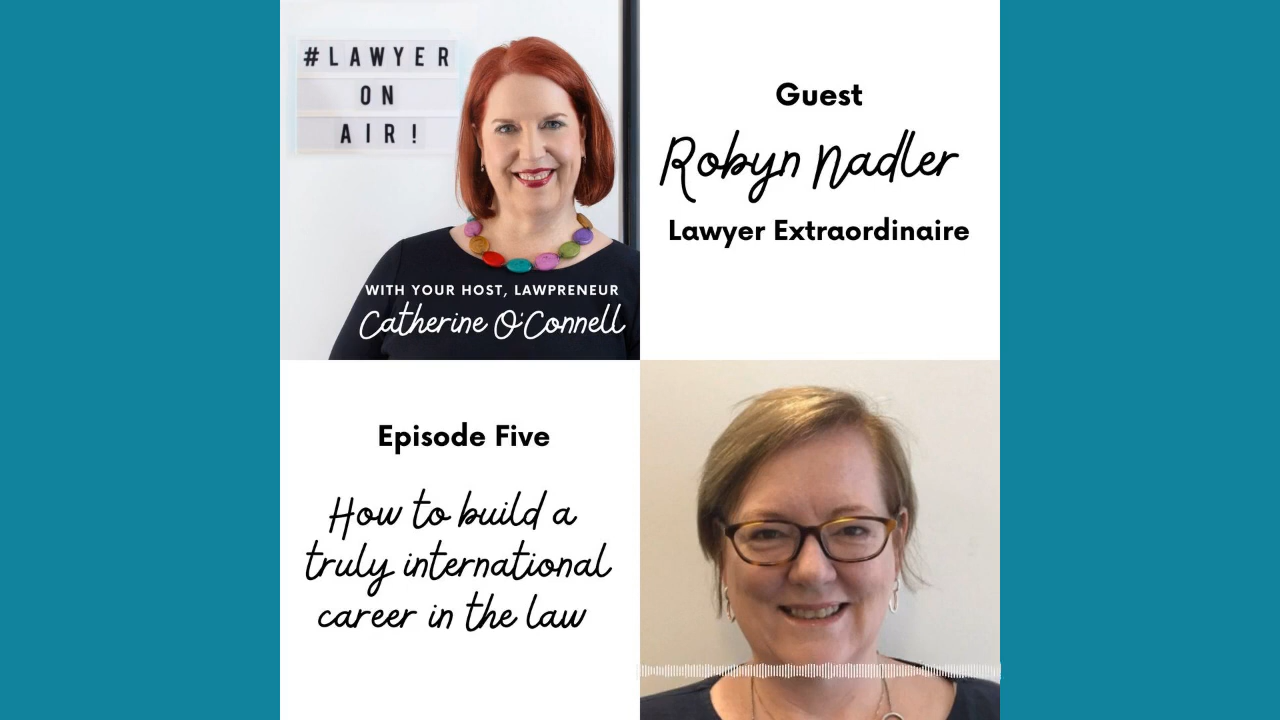 #LAWYER
ON
AIR!
WITH YOUR HOST, LAWPRENEUR
Catherine O'Connell
Guest
Robyn Nadler
Lawyer Extraordinaire
Episode Five
How to build a
truly international
career in the law